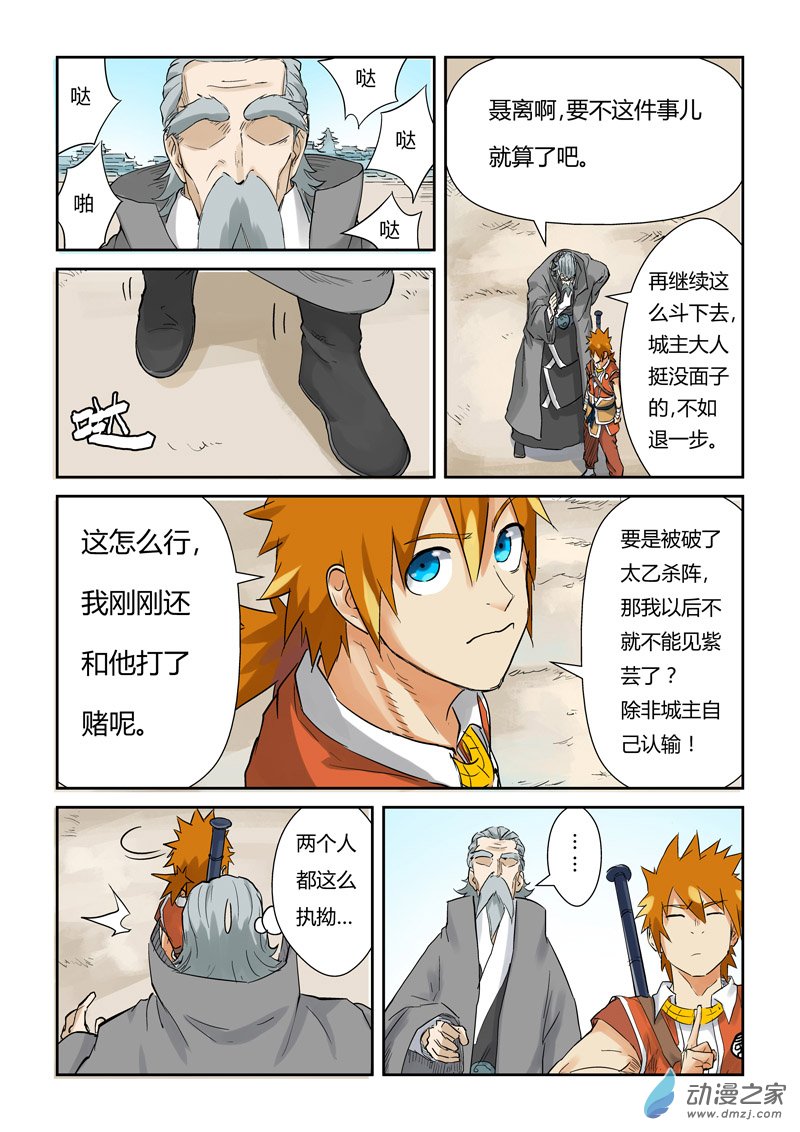 哒
哒
哒
啪
哒
聂离啊，要不这件事儿
就算了吧。
再继续这
么斗下去，
城主大人
挺没面子
的，不如
退一步。
哒
这怎么行，
我刚刚还
和他打了
赌呢。
要是被破了
太乙杀阵，
那我以后不
就不能见紫
芸了？
除非城主自
己认输！
两个人
都这么
执拗…
……
动漫之家
www.dmzj.com